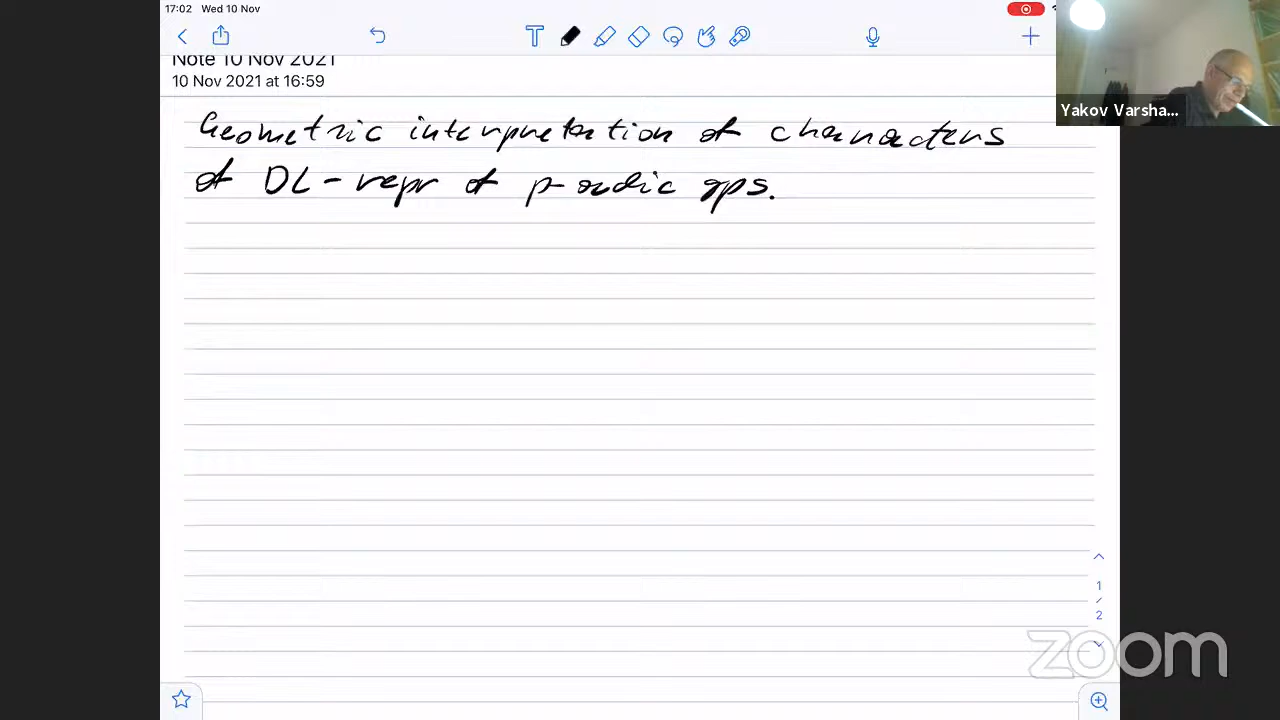 17:02 Wed 10 Nov
Note 10 Nov 2021
10 Nov 2021 at 16:59
Geometric interpretation of characters
of DL-repr of p-adic gps.
Yakov Varsha...
1
2
zoom